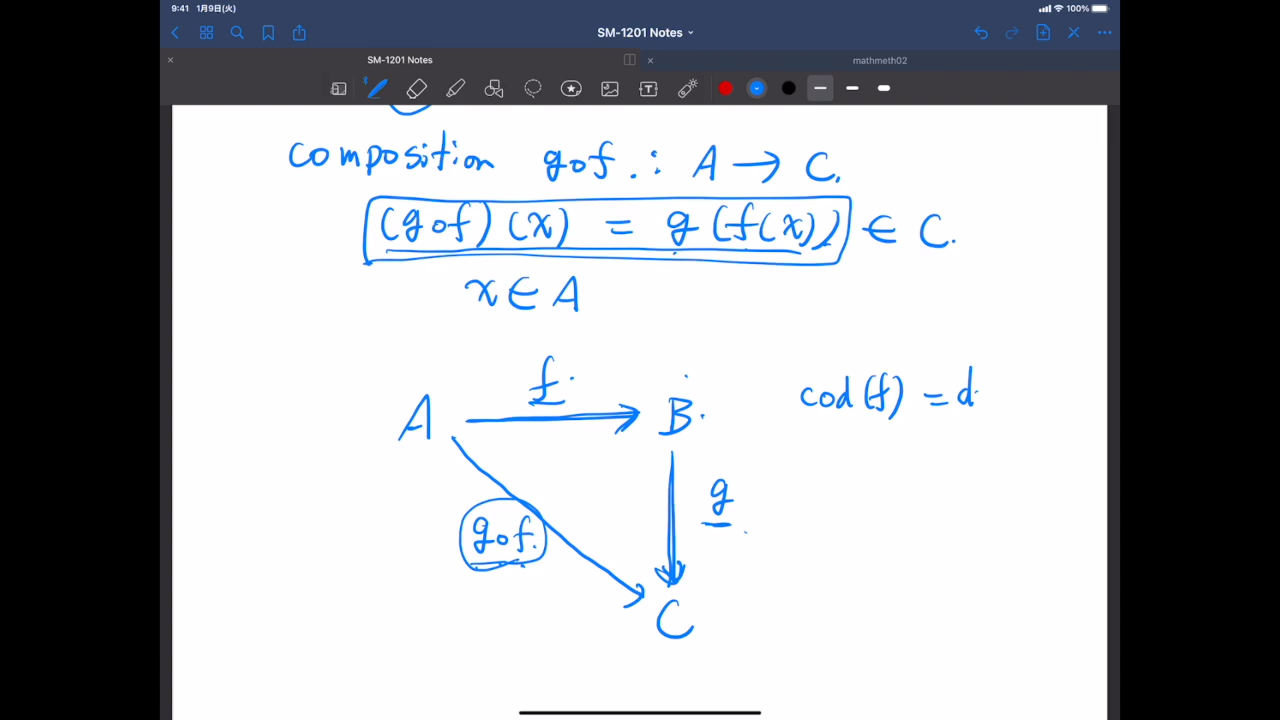 9:41 1月9日(火) 100%
SM-1201 Notes
SM-1201 Notes mathmeth02
composition g∘f : A → C.
(g∘f)(x) = g(f(x)) ∈ C.
x ∈ A
f
A B cod(f) = d
g
g∘f
C